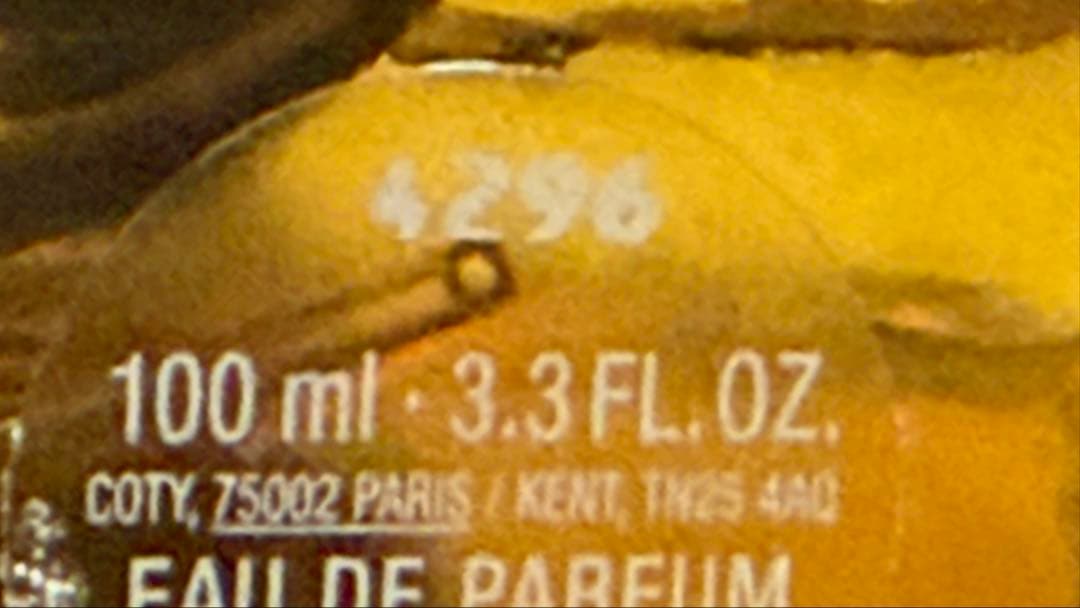 4296
100 ml · 3.3 FL. OZ.
COTY, 75002 PARIS / KENT, TN25 4AQ
EAU DE PARFUM